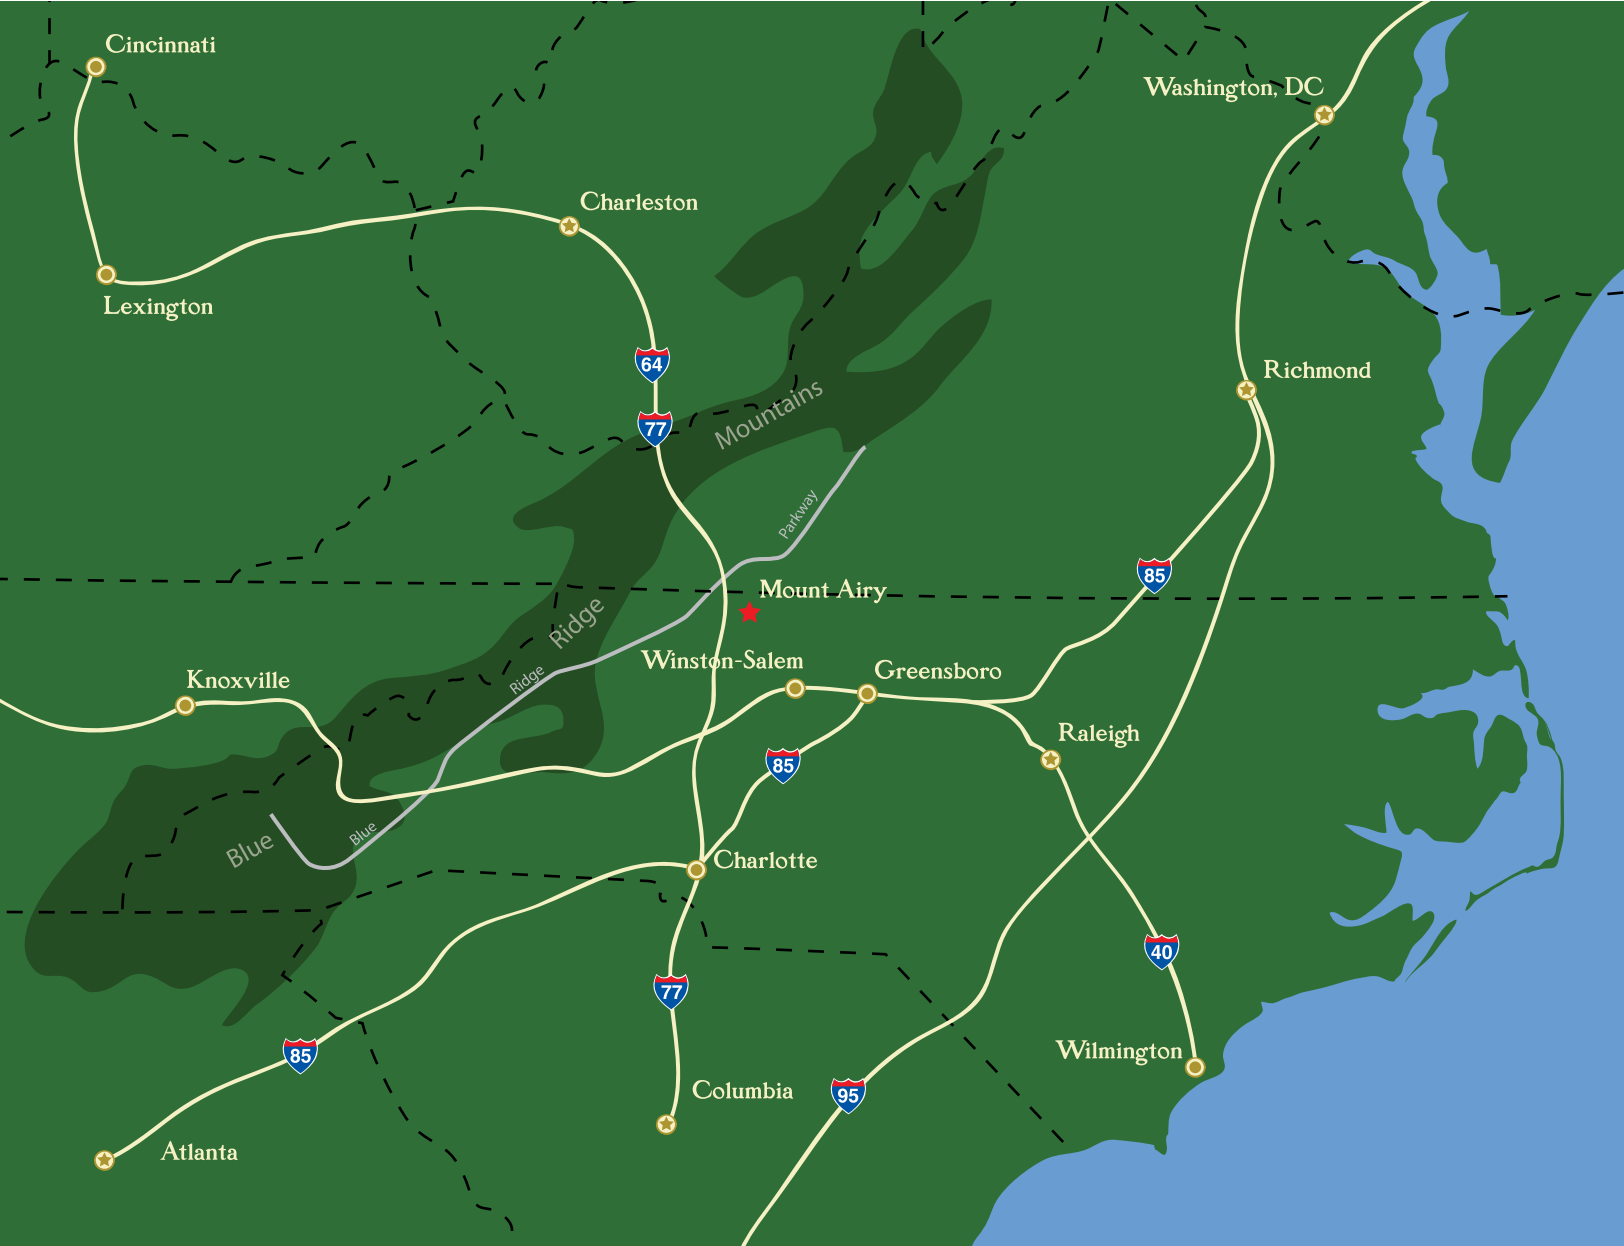 Cincinnati
Washington, DC
Charleston
Lexington
64
Richmond
77
Mountains
Parkway
85
Mount Airy
Ridge
Winston-Salem
Greensboro
Knoxville
Ridge
Raleigh
85
Blue
Blue
Charlotte
40
77
85
Wilmington
Columbia
95
Atlanta